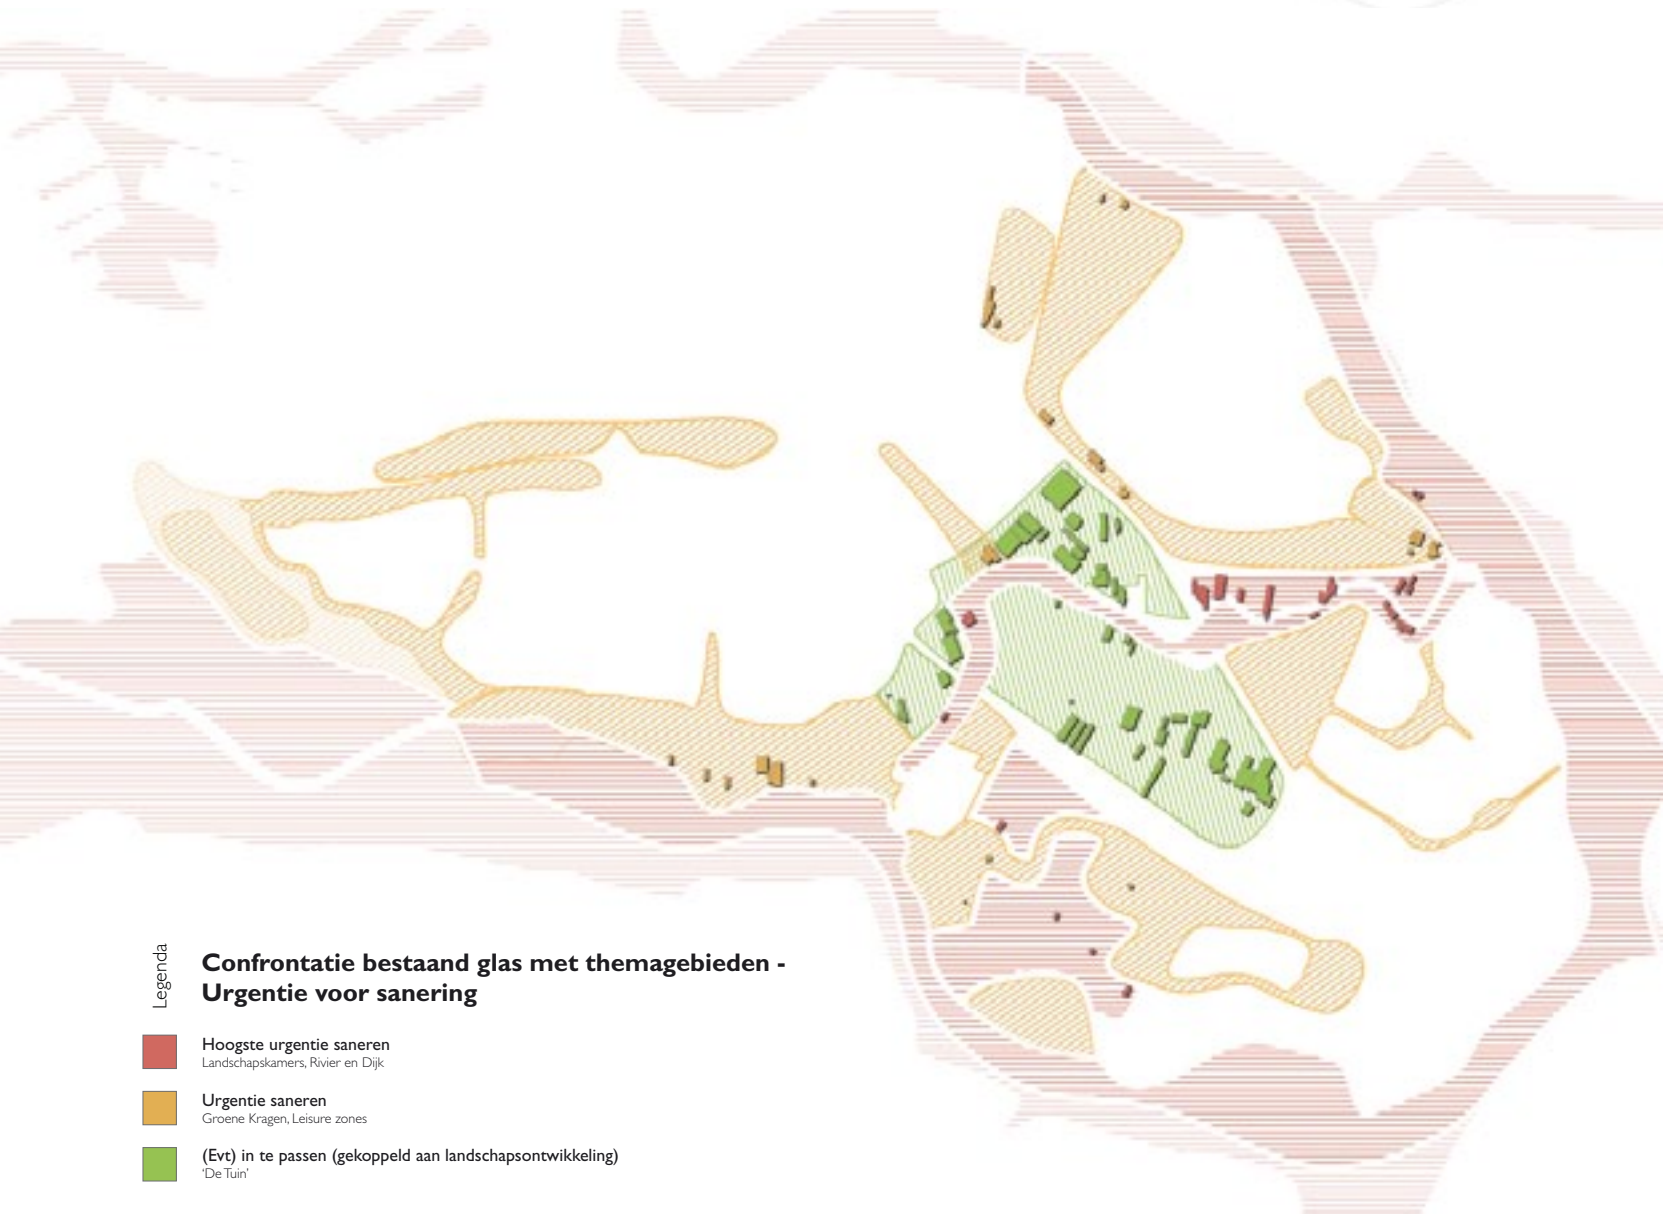 Legenda
Confrontatie bestaand glas met themagebieden -
Urgentie voor sanering
Hoogste urgentie saneren
Landschapskamers, Rivier en Dijk
Urgentie saneren
Groene Kragen, Leisure zones
(Evt) in te passen (gekoppeld aan landschapsontwikkeling)
‘De Tuin’